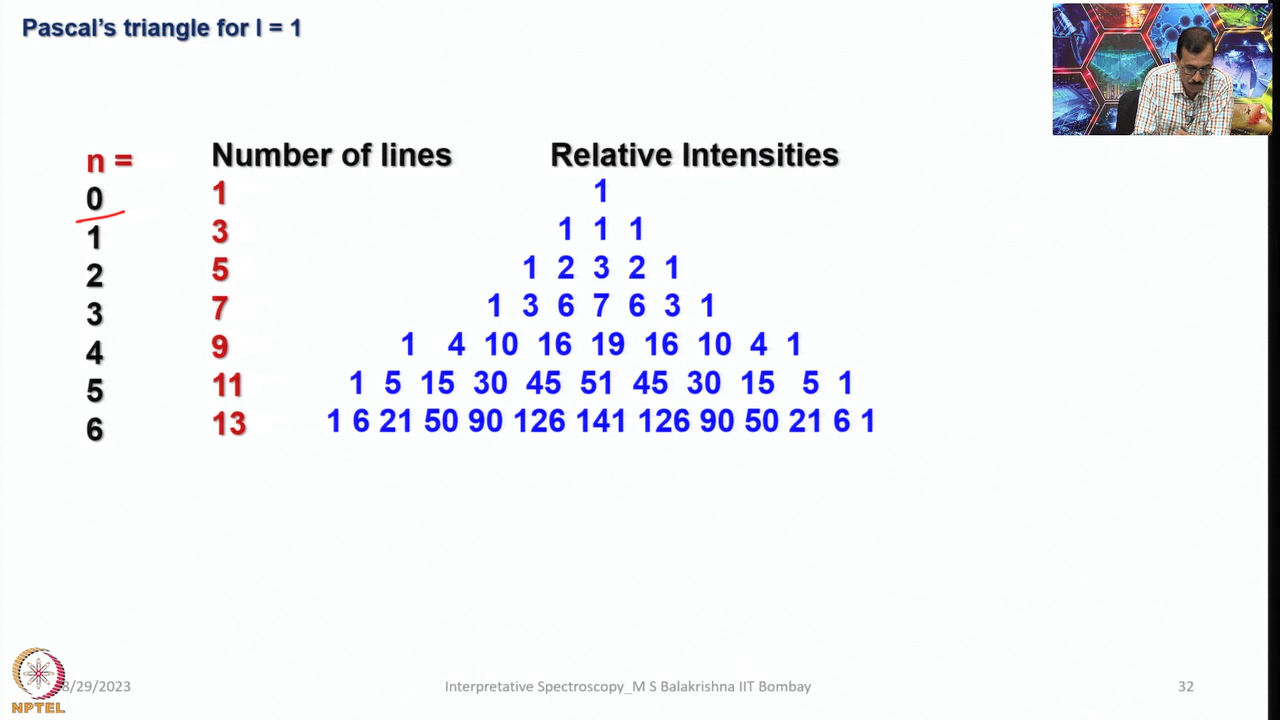 Pascal's triangle for I = 1
n = Number of lines Relative Intensities
0 1 1
1 3 1 1 1
2 5 1 2 3 2 1
3 7 1 3 6 7 6 3 1
4 9 1 4 10 16 19 16 10 4 1
5 11 1 5 15 30 45 51 45 30 15 5 1
6 13 1 6 21 50 90 126 141 126 90 50 21 6 1
8/29/2023 Interpretative Spectroscopy_M S Balakrishna IIT Bombay 32
NPTEL